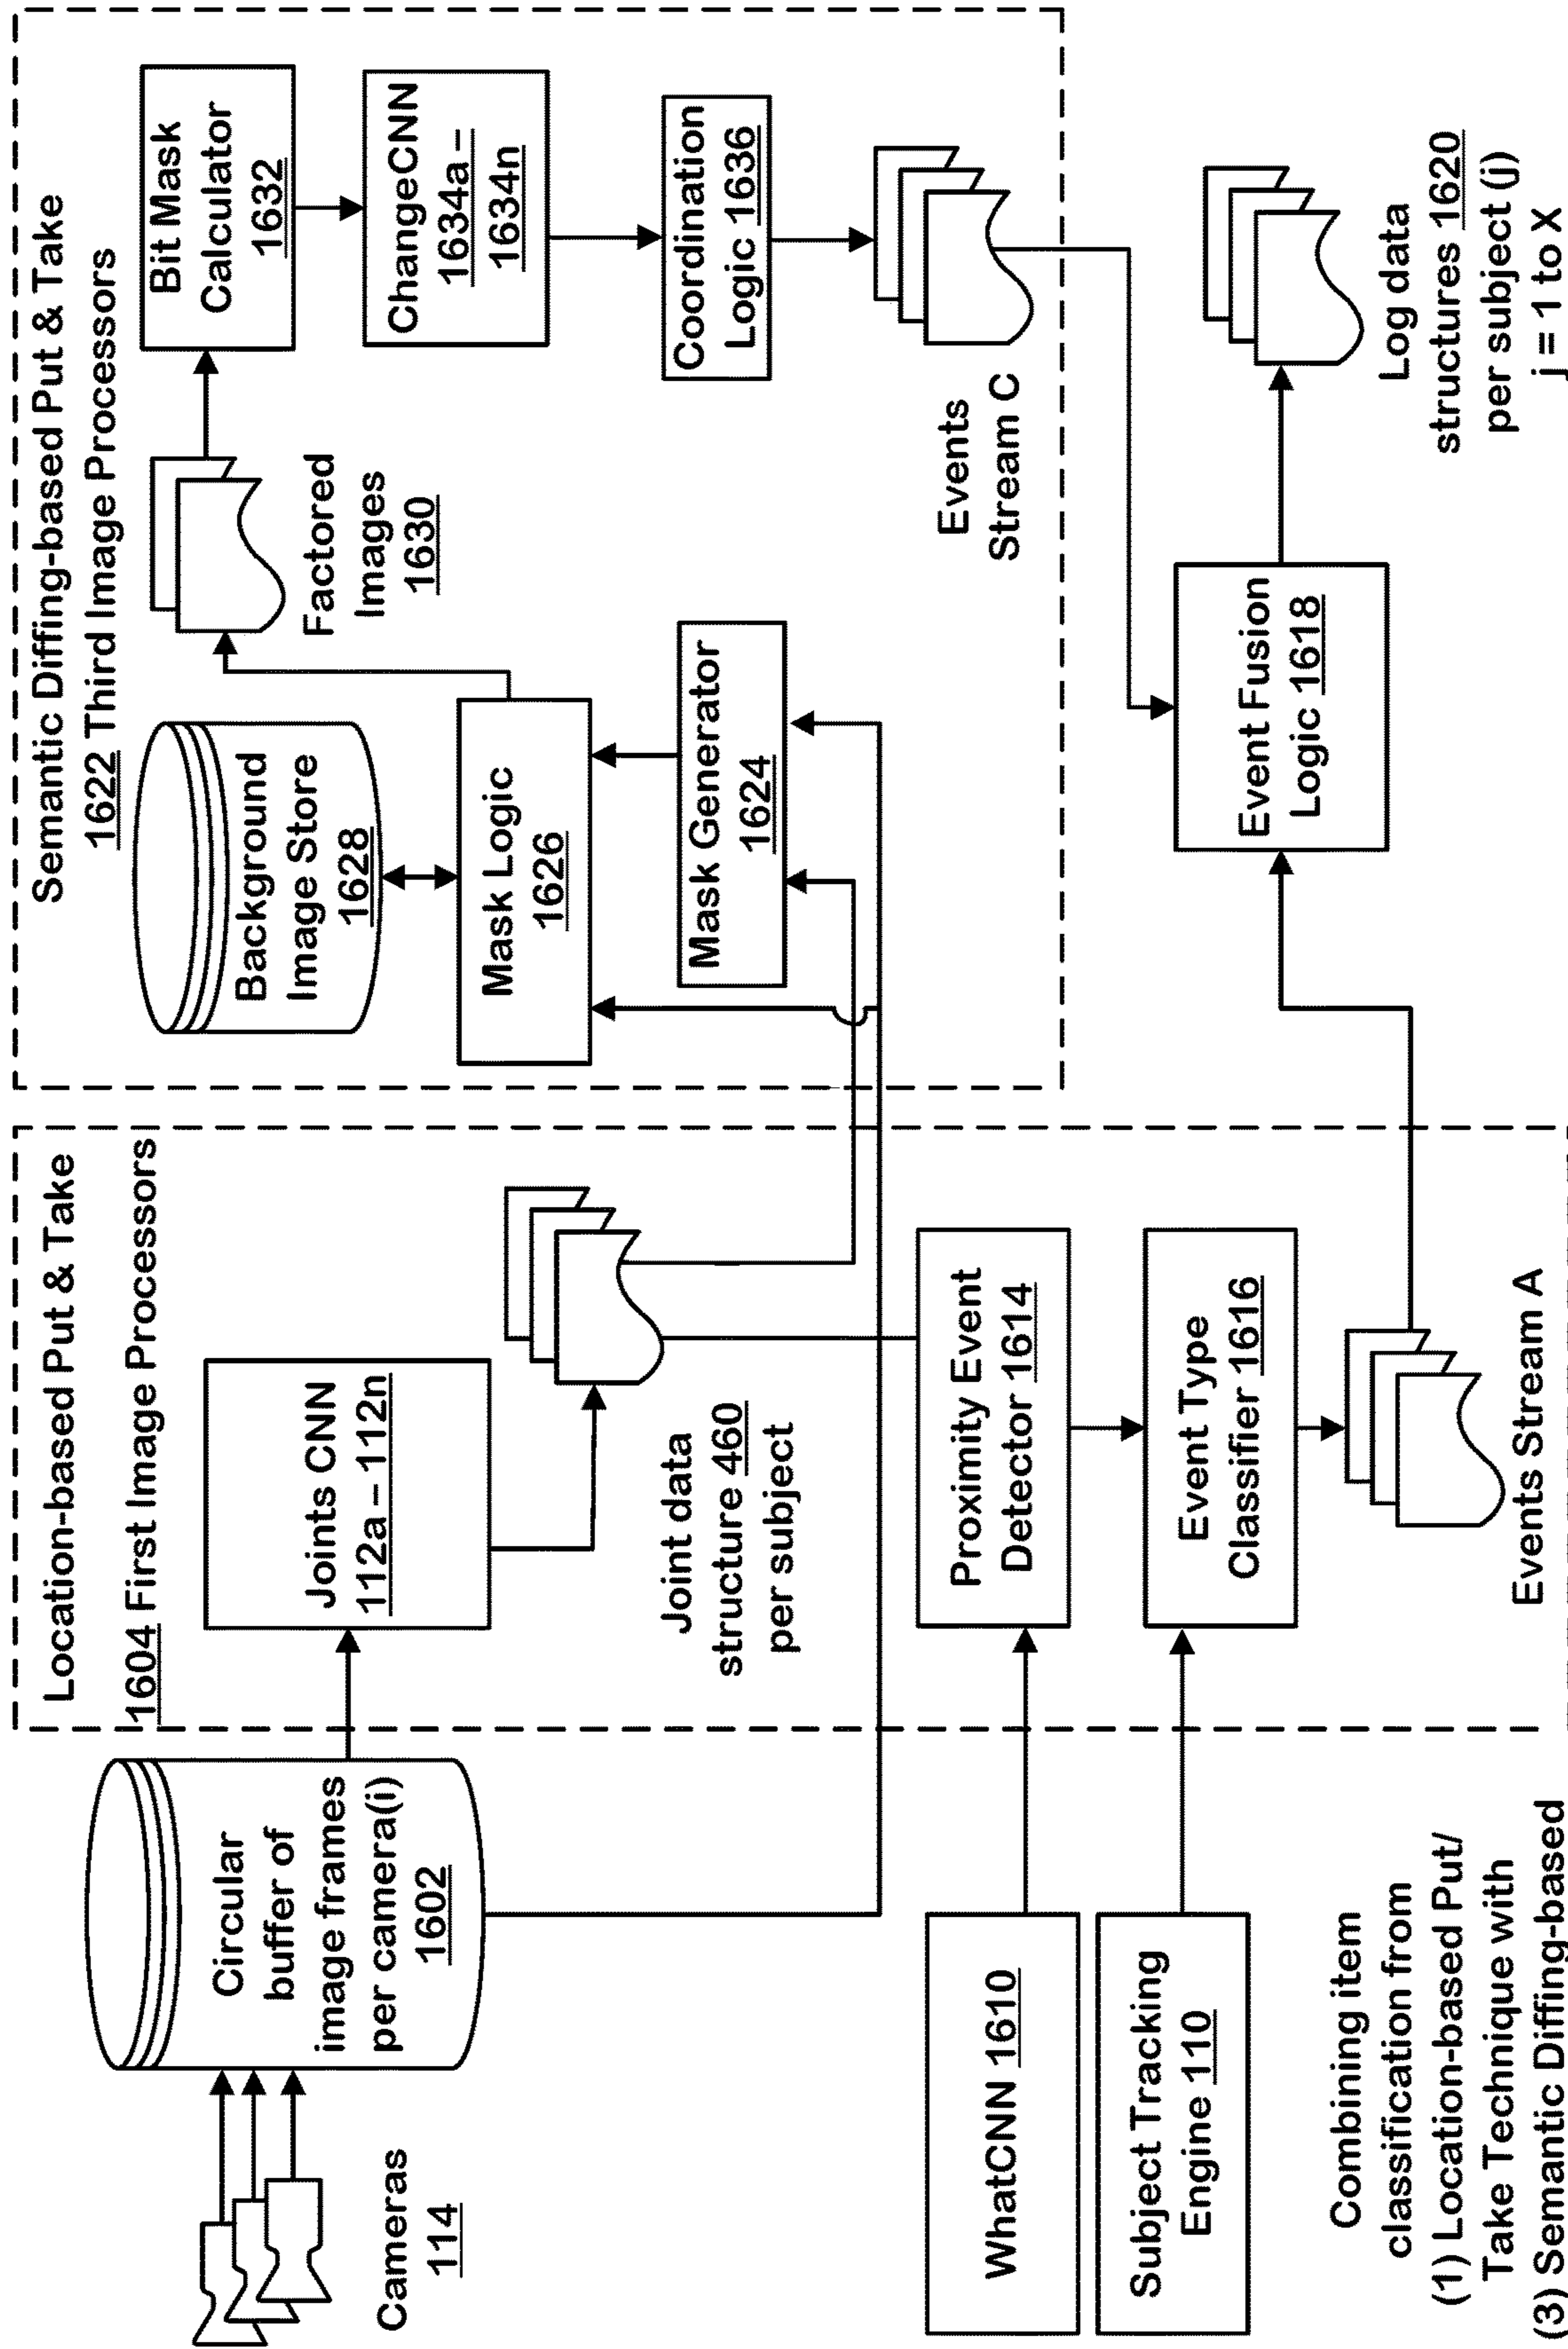 Cameras
114
Circular
buffer of
image frames
per camera(i)
1602
WhatCNN 1610
Subject Tracking
Engine 110
Combining item
classification from
(1) Location-based Put/
Take Technique with
(3) Semantic Diffing-based
Location-based Put & Take
1604 First Image Processors
Joints CNN
112a – 112n
Joint data
structure 460
per subject
Proximity Event
Detector 1614
Event Type
Classifier 1616
Events Stream A
Semantic Diffing-based Put & Take
1622 Third Image Processors
Background
Image Store
1628
Mask Logic
1626
Mask Generator
1624
Factored
Images
1630
Bit Mask
Calculator
1632
ChangeCNN
1634a –
1634n
Coordination
Logic 1636
Events
Stream C
Event Fusion
Logic 1618
Log data
structures 1620
per subject (j)
j = 1 to X